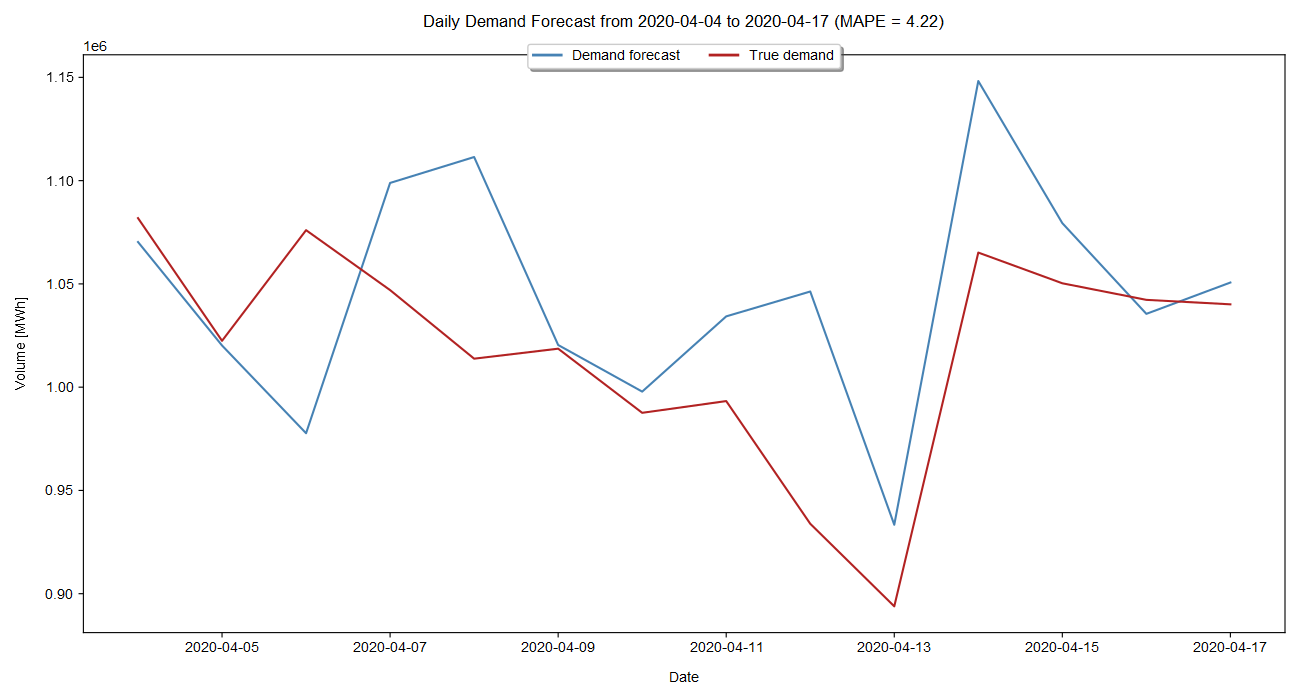 Daily Demand Forecast from 2020-04-04 to 2020-04-17 (MAPE = 4.22)
1e6
Demand forecast
True demand
1.15
1.10
1.05
1.00
0.95
0.90
Volume [MWh]
2020-04-05
2020-04-07
2020-04-09
2020-04-11
2020-04-13
2020-04-15
2020-04-17
Date